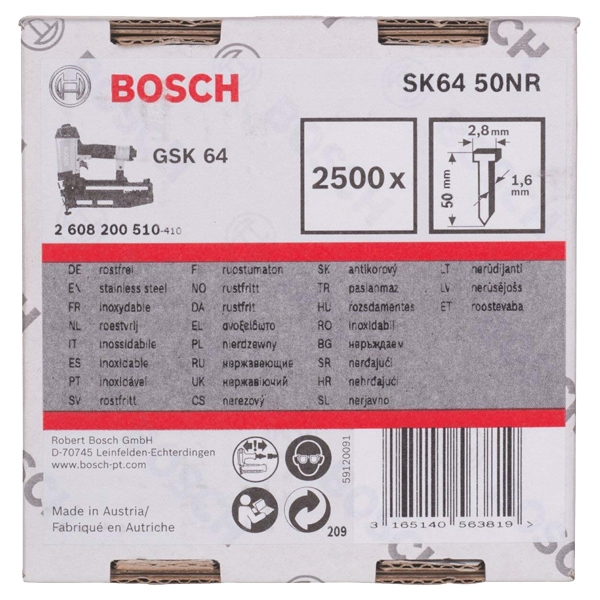 BOSCH
SK64 50NR
GSK 64
2500 x
2,8 mm
50 mm
1,6 mm
2 608 200 510-410
DE rostfrei
EN stainless steel
FR inoxydable
NL roestvrij
IT inossidabile
ES inoxidable
PT inoxidável
SV rostfritt
FI ruostumaton
NO rustfritt
DA rustfrit
EL ανοξείδωτο
PL nierdzewny
RU нержавеющие
UK нержавіючий
CS nerezový
SK antikorový
TR paslanmaz
HU rozsdamentes
RO inoxidabil
BG неръждаем
SR nerđajući
HR nehrđajući
SL nerjavno
LT nerūdijanti
LV nerūsējošs
ET roostevaba
Robert Bosch GmbH
D-70745 Leinfelden-Echterdingen
www.bosch-pt.com
Made in Austria/
Fabriqué en Autriche
59120091
209
3 165140 563819 >